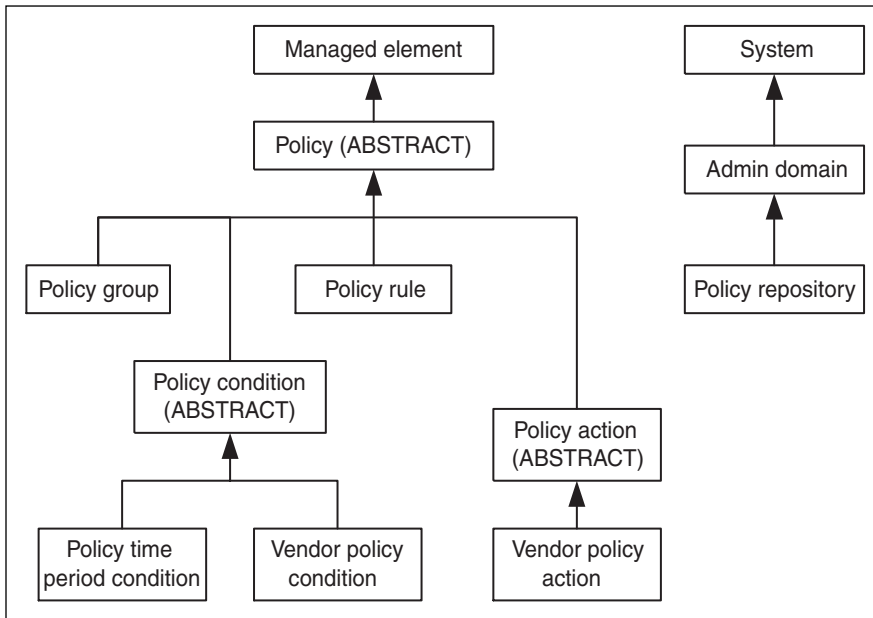 Managed element
System
Policy (ABSTRACT)
Admin domain
Policy group
Policy rule
Policy repository
Policy condition
(ABSTRACT)
Policy action
(ABSTRACT)
Policy time
period condition
Vendor policy
condition
Vendor policy
action